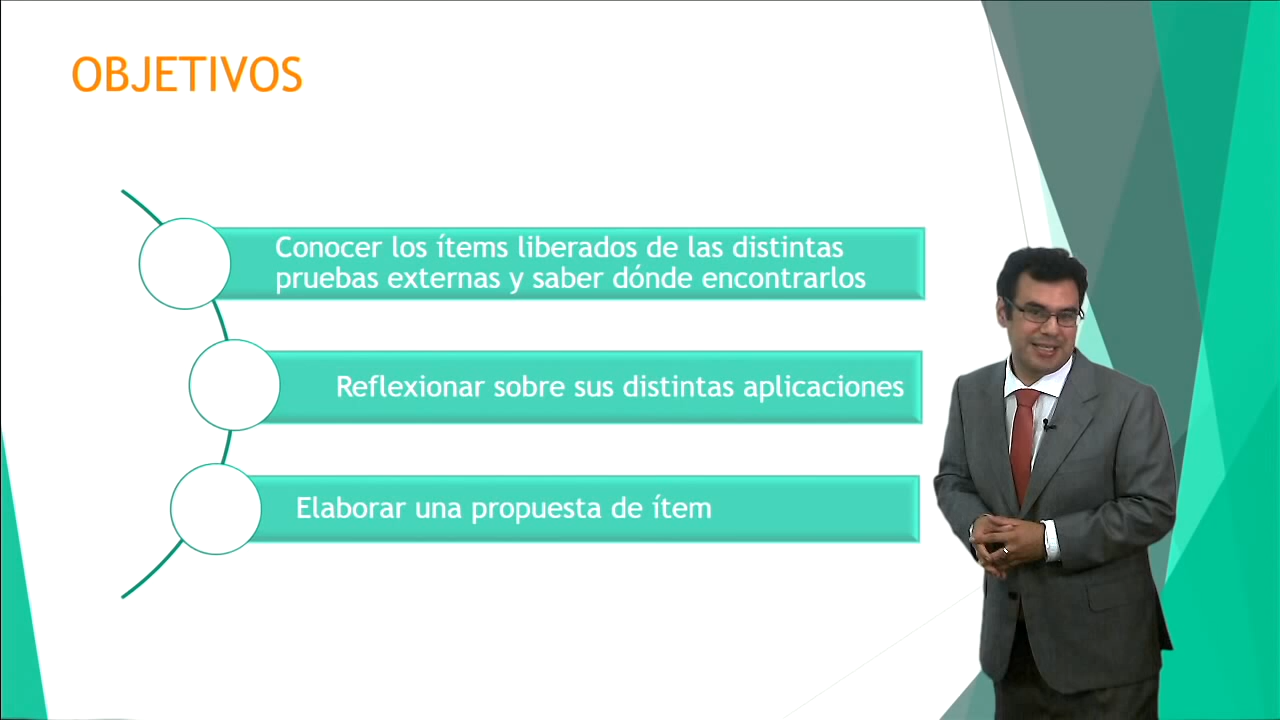 OBJETIVOS
Conocer los ítems liberados de las distintas
pruebas externas y saber dónde encontrarlos
Reflexionar sobre sus distintas aplicaciones
Elaborar una propuesta de ítem